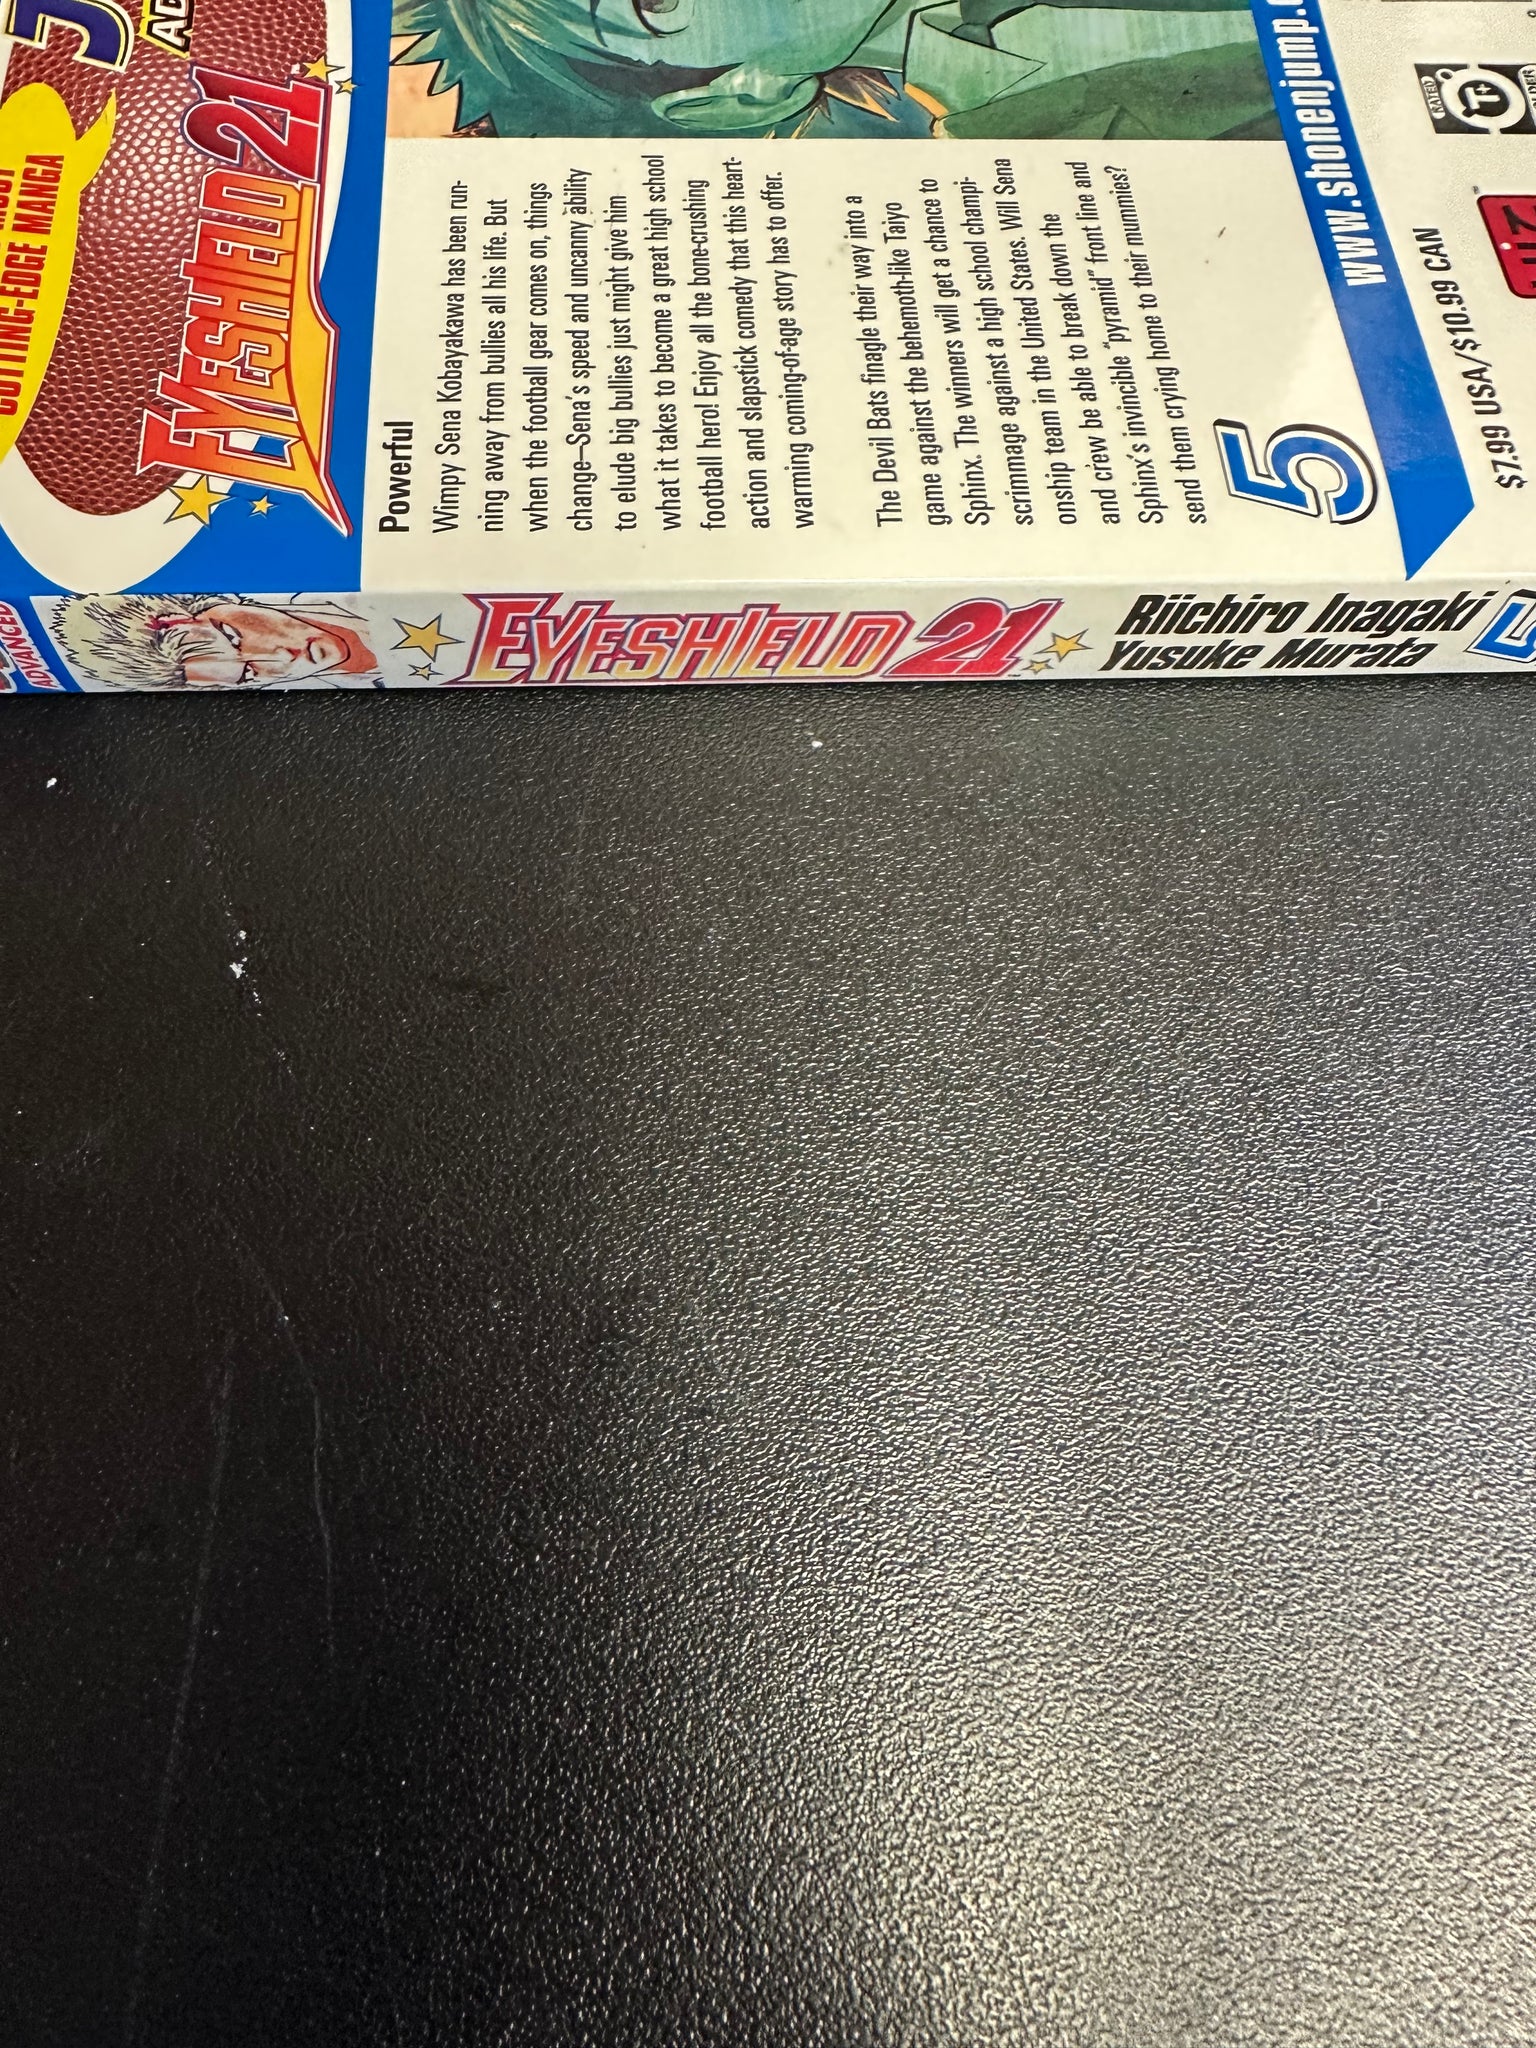 CUTTING-EDGE MANGA
EYESHIELD 21
Powerful
Wimpy Sena Kobayakawa has been run-
ning away from bullies all his life. But
when the football gear comes on, things
change—Sena's speed and uncanny ability
to elude big bullies just might give him
what it takes to become a great high school
football hero! Enjoy all the bone-crushing
action and slapstick comedy that this heart-
warming coming-of-age story has to offer.
The Devil Bats finagle their way into a
game against the behemoth-like Taiyo
Sphinx. The winners will get a chance to
scrimmage against a high school champi-
onship team in the United States. Will Sena
and crew be able to break down the
Sphinx's invincible "pyramid" front line and
send them crying home to their mummies?
5
www.shonenjump.
$7.99 USA/$10.99 CAN
RATED
T+
ADVANCED
EYESHIELD 21
Riichiro Inagaki
Yusuke Murata
5